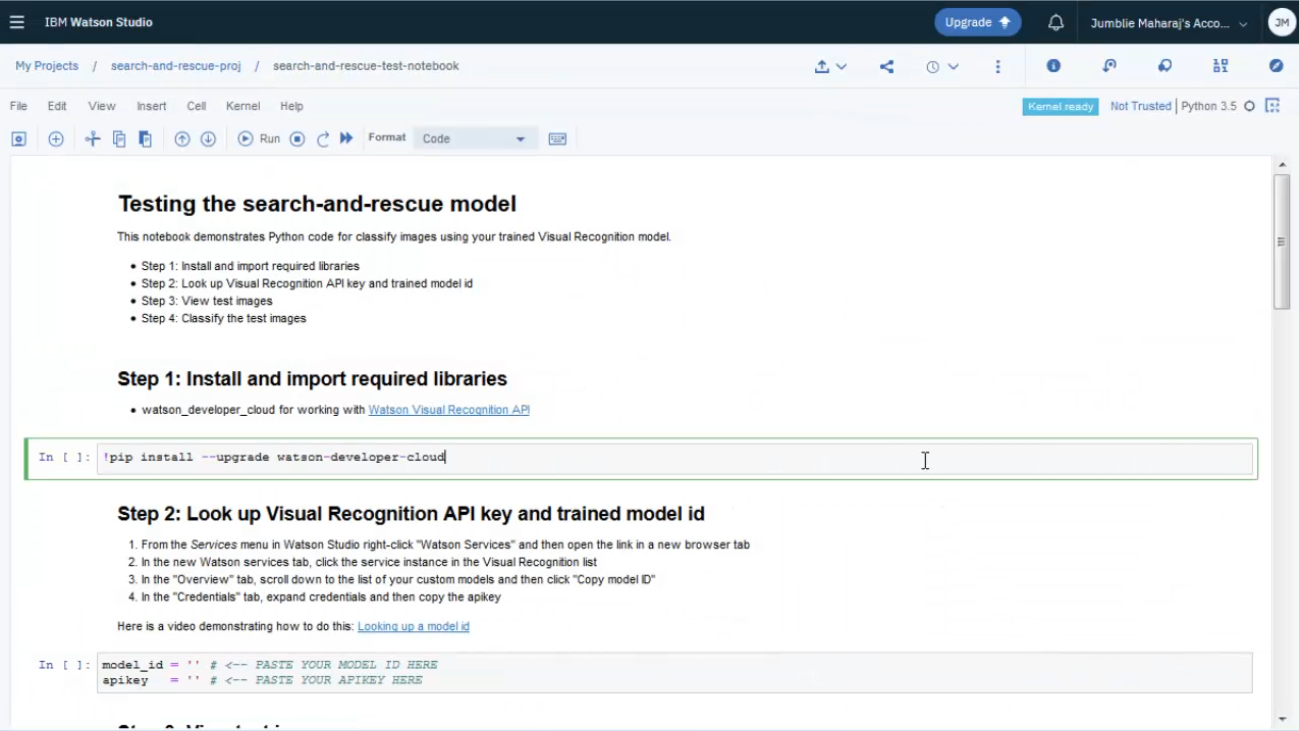 IBM Watson Studio
Upgrade
Jumblie Maharaj's Acco...
JM
My Projects / search-and-rescue-proj / search-and-rescue-test-notebook
File Edit View Insert Cell Kernel Help
Kernel ready
Not Trusted | Python 3.5
Run
Format
Code
Testing the search-and-rescue model
This notebook demonstrates Python code for classify images using your trained Visual Recognition model.
• Step 1: Install and import required libraries
• Step 2: Look up Visual Recognition API key and trained model id
• Step 3: View test images
• Step 4: Classify the test images
Step 1: Install and import required libraries
• watson_developer_cloud for working with Watson Visual Recognition API
In [ ]: !pip install --upgrade watson-developer-cloud
Step 2: Look up Visual Recognition API key and trained model id
1. From the Services menu in Watson Studio right-click "Watson Services" and then open the link in a new browser tab
2. In the new Watson services tab, click the service instance in the Visual Recognition list
3. In the "Overview" tab, scroll down to the list of your custom models and then click "Copy model ID"
4. In the "Credentials" tab, expand credentials and then copy the apikey
Here is a video demonstrating how to do this: Looking up a model id
In [ ]: model_id = '' # <-- PASTE YOUR MODEL ID HERE
apikey = '' # <-- PASTE YOUR APIKEY HERE